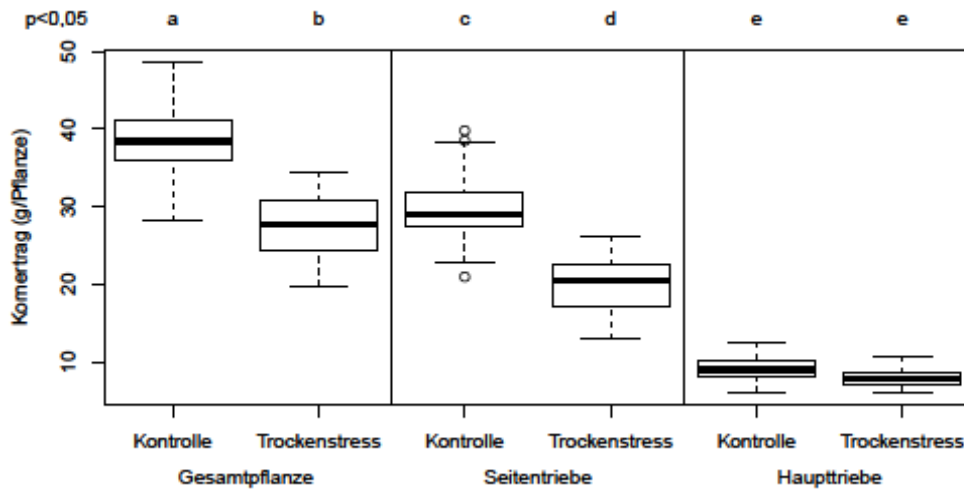 p<0,05 a b c d e e
50
40
30
20
10
Kornertrag (g/Pflanze)
Kontrolle Trockenstress Kontrolle Trockenstress Kontrolle Trockenstress
Gesamtpflanze Seitentriebe Haupttriebe